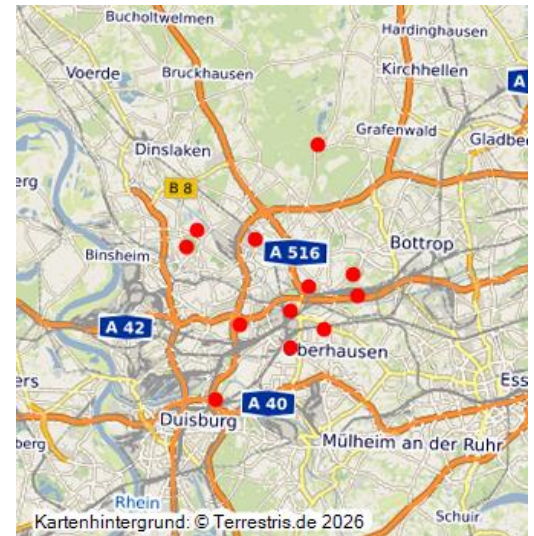 Bucholtwelmen
Hardinghausen
Voerde
Bruckhausen
Kirchhellen
A
Grafenwald
Dinslaken
Gladbe
erg
B 8
Bottrop
Binsheim
A 516
A 42
berhausen
ers
Ess
A 40
Duisburg
berg
Mülheim an der Ruhr
Rhein
Schuir
Kartenhintergrund: © Terrestris.de 2026